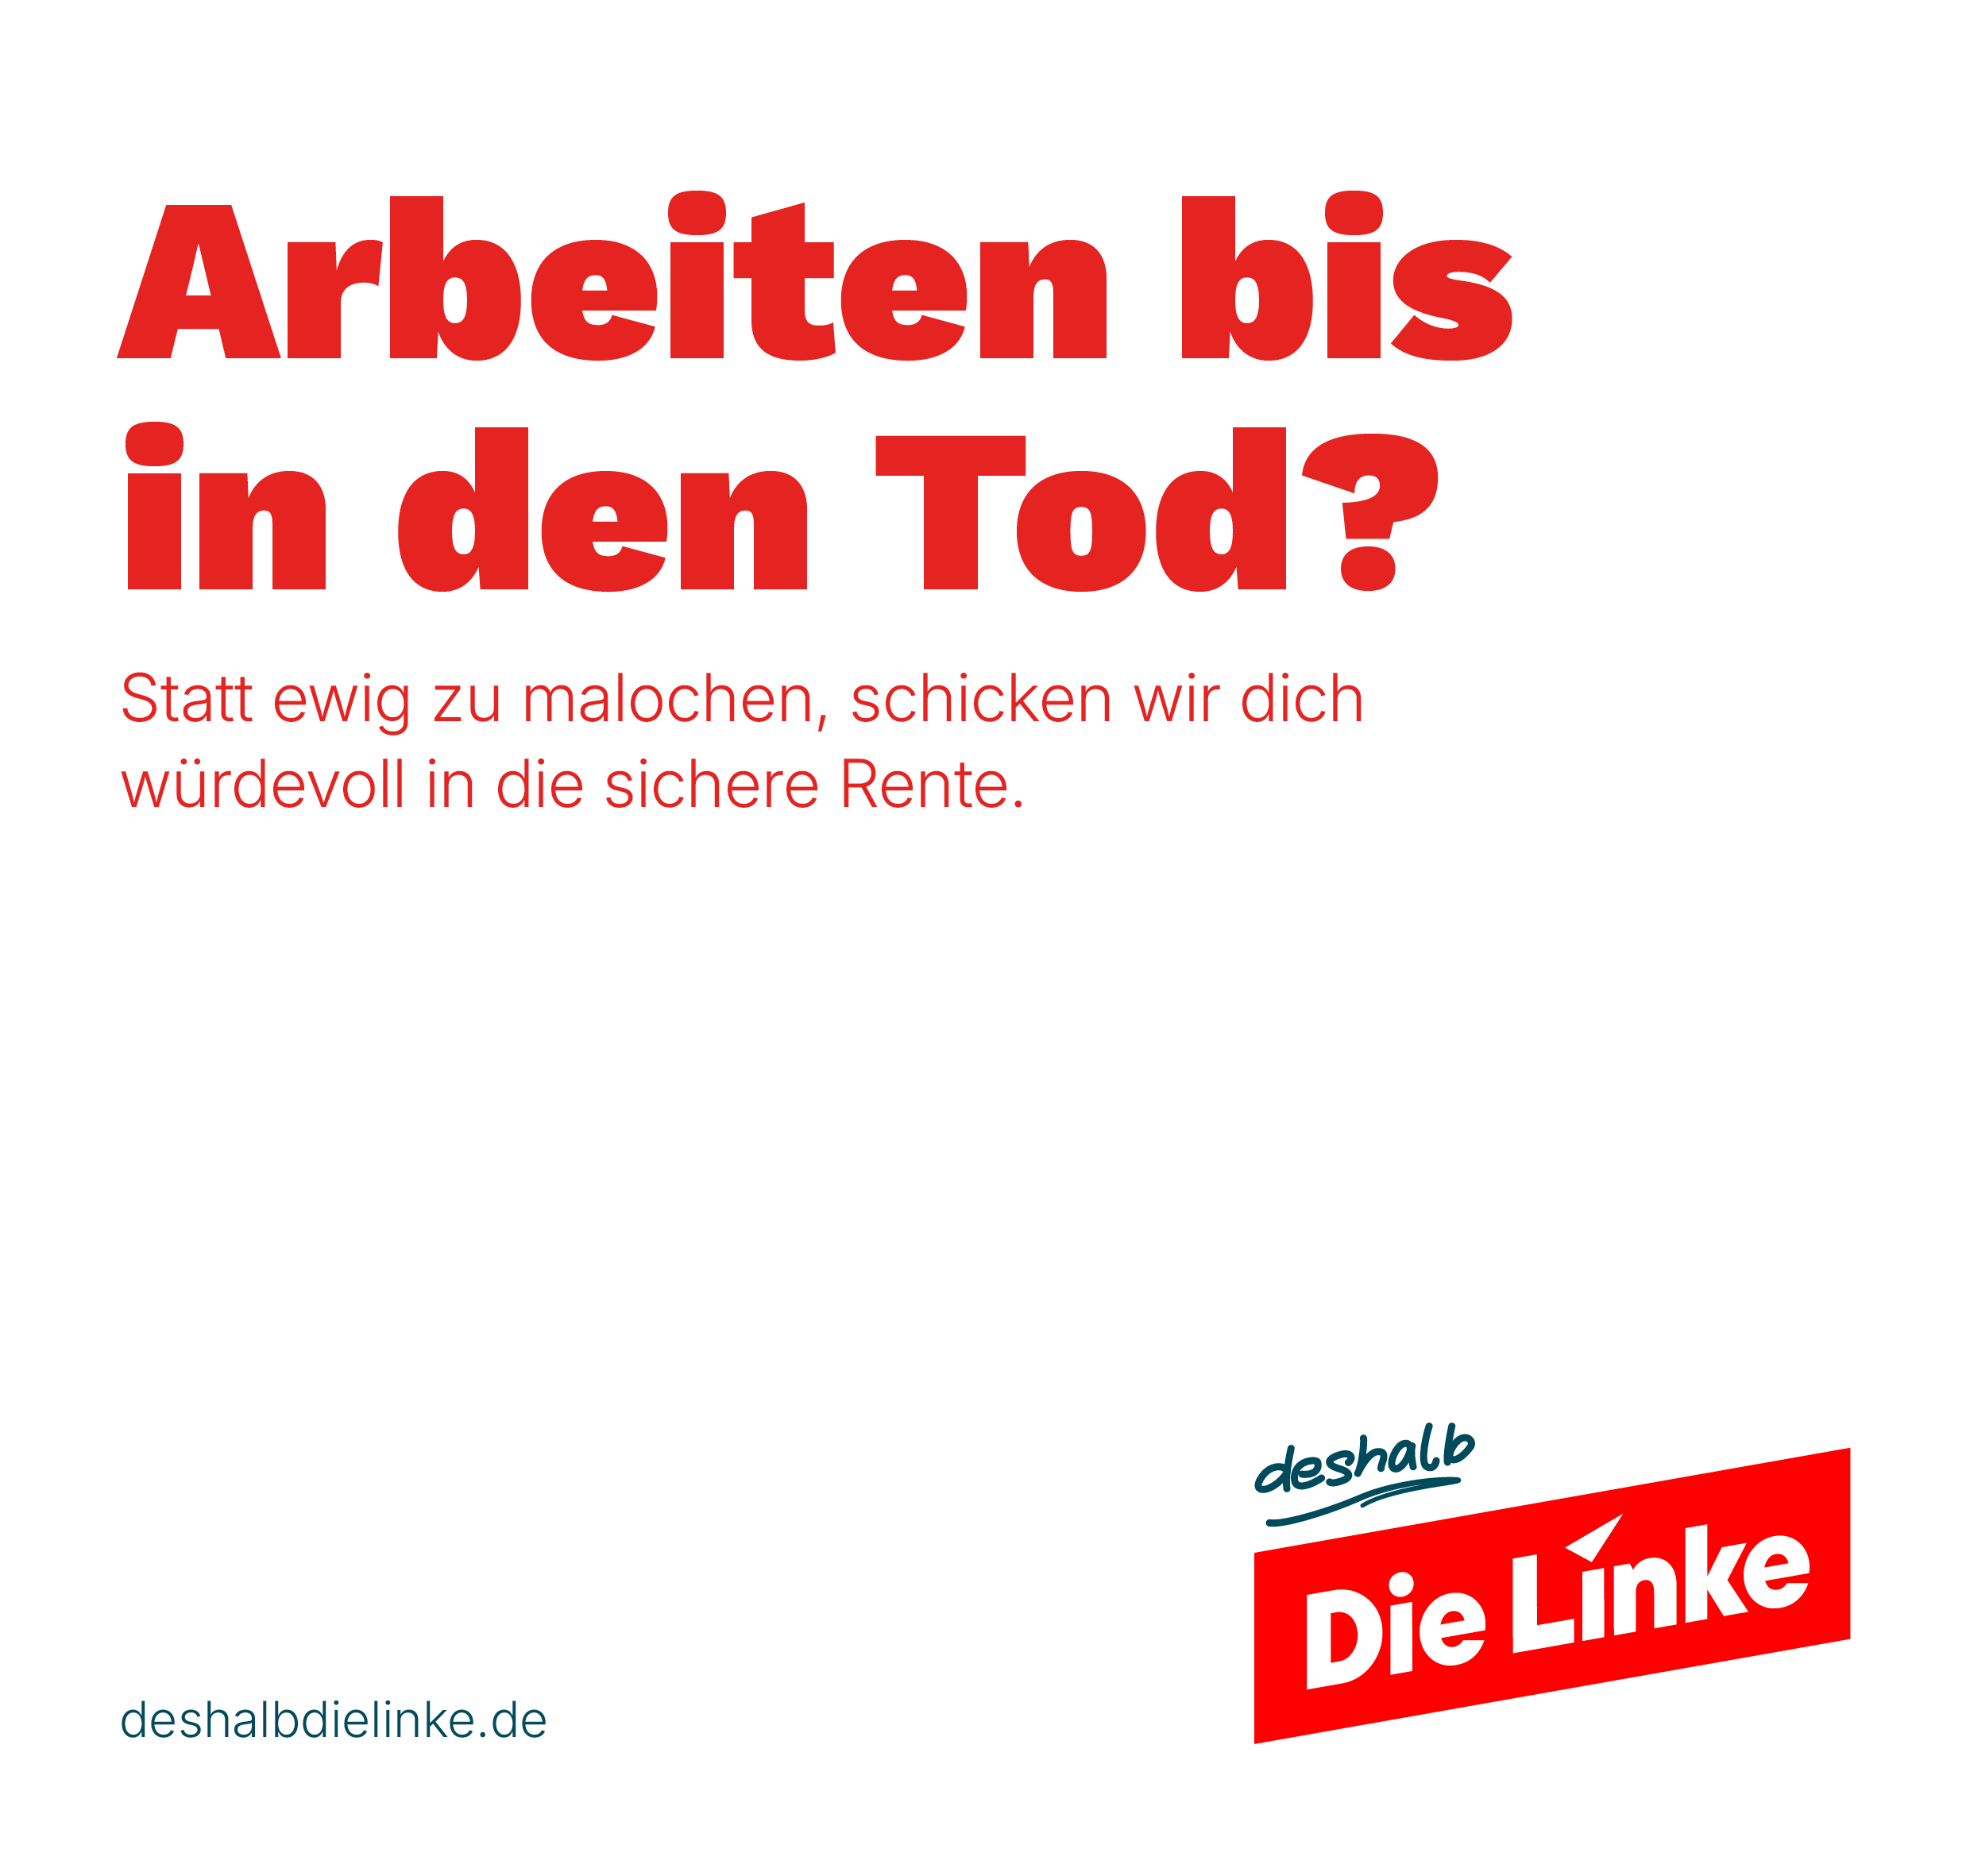 Arbeiten bis
in den Tod?
Statt ewig zu malochen, schicken wir dich
würdevoll in die sichere Rente.
deshalb
Die Linke
deshalbdielinke.de